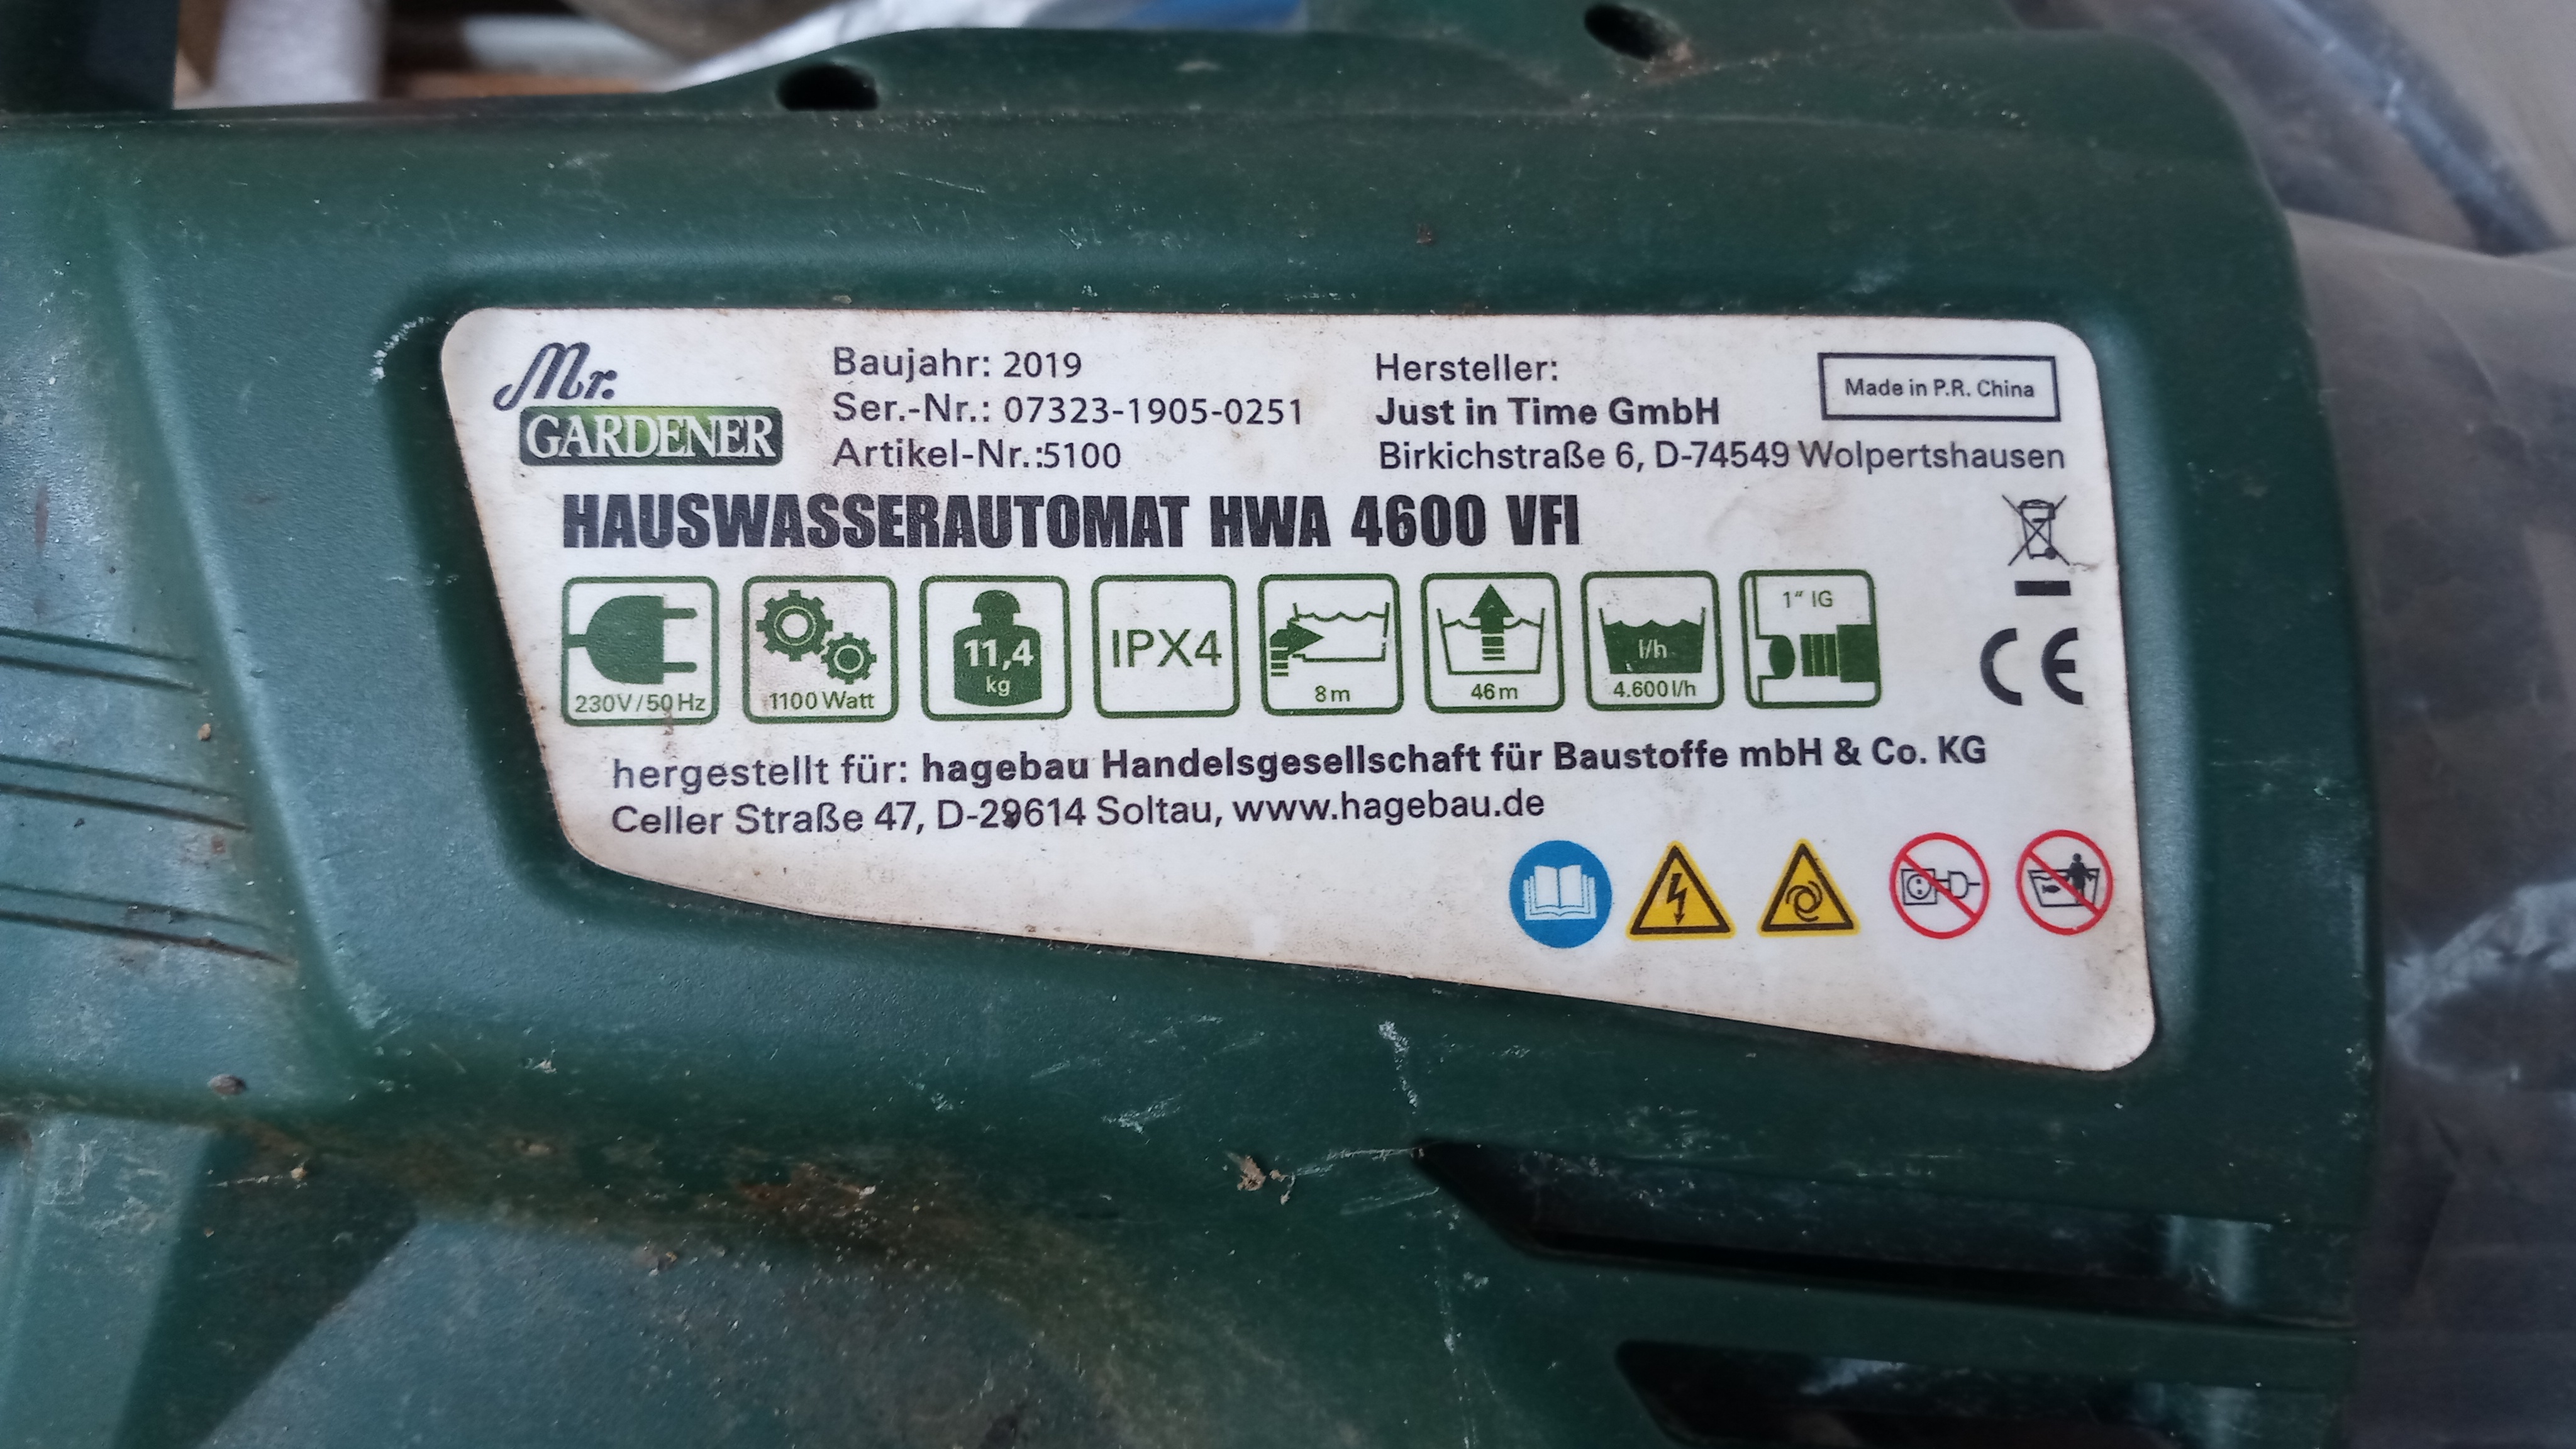 Mr.
GARDENER
Baujahr: 2019
Ser.-Nr.: 07323-1905-0251
Artikel-Nr.:5100
Hersteller:
Just in Time GmbH
Birkichstraße 6, D-74549 Wolpertshausen
Made in P.R. China
HAUSWASSERAUTOMAT HWA 4600 VFI
230V/50Hz
1100 Watt
11,4
kg
IPX4
8m
46m
l/h
4.600 l/h
1“ IG
CE
hergestellt für: hagebau Handelsgesellschaft für Baustoffe mbH & Co. KG
Celler Straße 47, D-29614 Soltau, www.hagebau.de